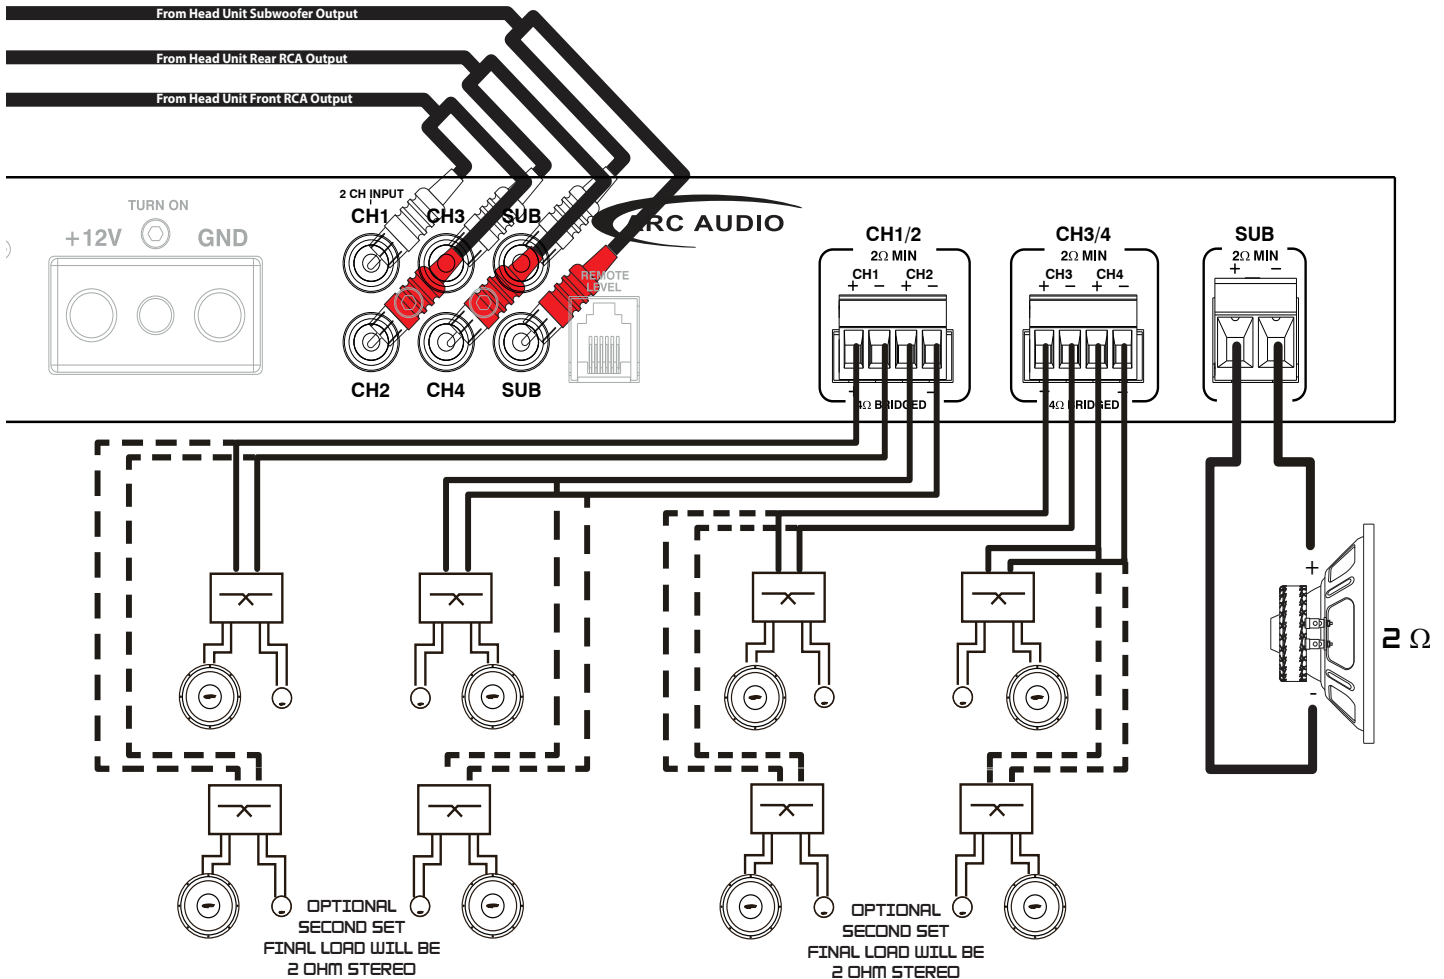 From Head Unit Subwoofer Output
From Head Unit Rear RCA Output
From Head Unit Front RCA Output
TURN ON
+12V
GND
2 CH INPUT
CH1
CH3
SUB
ARC AUDIO
REMOTE
LEVEL
CH2
CH4
SUB
CH1/2
2Ω MIN
CH1 CH2
+ − + −
4Ω BRIDGED
CH3/4
2Ω MIN
CH3 CH4
+ − + −
4Ω BRIDGED
SUB
2Ω MIN
+ −
+
2 Ω
-
OPTIONAL
SECOND SET
FINAL LOAD WILL BE
2 OHM STEREO
OPTIONAL
SECOND SET
FINAL LOAD WILL BE
2 OHM STEREO